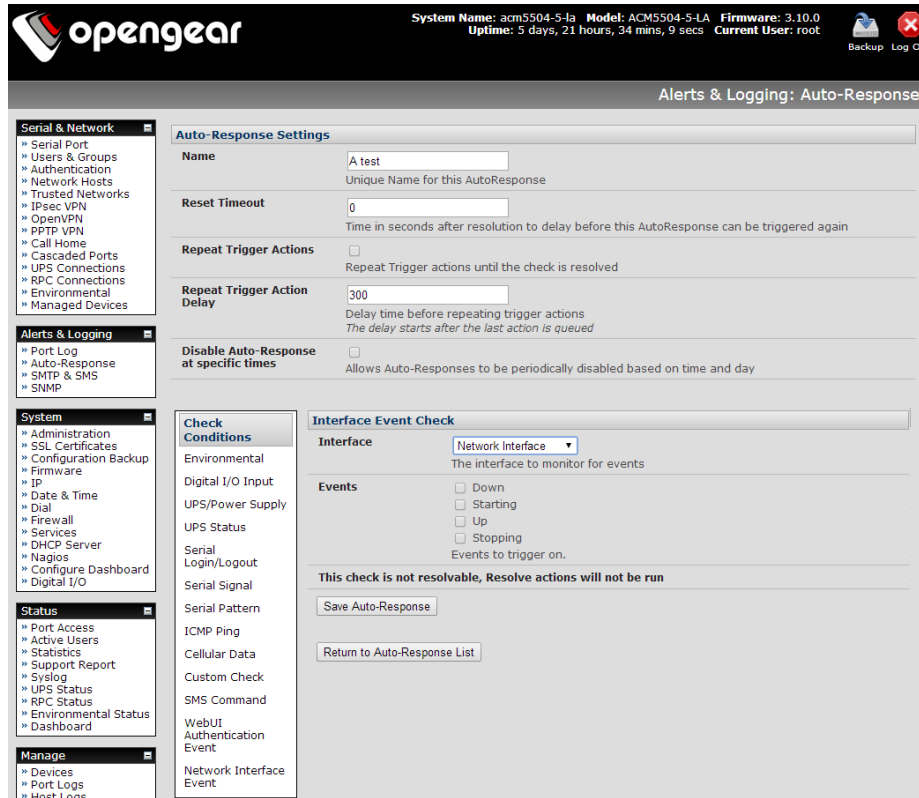 opengear
System Name: acm5504-5-la Model: ACM5504-5-LA Firmware: 3.10.0
Uptime: 5 days, 21 hours, 34 mins, 9 secs Current User: root
Backup
Log O
Alerts & Logging: Auto-Response
Serial & Network
» Serial Port
» Users & Groups
» Authentication
» Network Hosts
» Trusted Networks
» IPsec VPN
» OpenVPN
» PPTP VPN
» Call Home
» Cascaded Ports
» UPS Connections
» RPC Connections
» Environmental
» Managed Devices
Alerts & Logging
» Port Log
» Auto-Response
» SMTP & SMS
» SNMP
System
» Administration
» SSL Certificates
» Configuration Backup
» Firmware
» IP
» Date & Time
» Dial
» Firewall
» Services
» DHCP Server
» Nagios
» Configure Dashboard
» Digital I/O
Status
» Port Access
» Active Users
» Statistics
» Support Report
» Syslog
» UPS Status
» RPC Status
» Environmental Status
» Dashboard
Manage
» Devices
» Port Logs
» Host Logs
Auto-Response Settings
Name
A test
Unique Name for this AutoResponse
Reset Timeout
0
Time in seconds after resolution to delay before this AutoResponse can be triggered again
Repeat Trigger Actions
Repeat Trigger actions until the check is resolved
Repeat Trigger Action
Delay
300
Delay time before repeating trigger actions
The delay starts after the last action is queued
Disable Auto-Response
at specific times
Allows Auto-Responses to be periodically disabled based on time and day
Check
Conditions
Environmental
Digital I/O Input
UPS/Power Supply
UPS Status
Serial
Login/Logout
Serial Signal
Serial Pattern
ICMP Ping
Cellular Data
Custom Check
SMS Command
WebUI
Authentication
Event
Network Interface
Event
Interface Event Check
Interface
Network Interface
The interface to monitor for events
Events
Down
Starting
Up
Stopping
Events to trigger on.
This check is not resolvable, Resolve actions will not be run
Save Auto-Response
Return to Auto-Response List